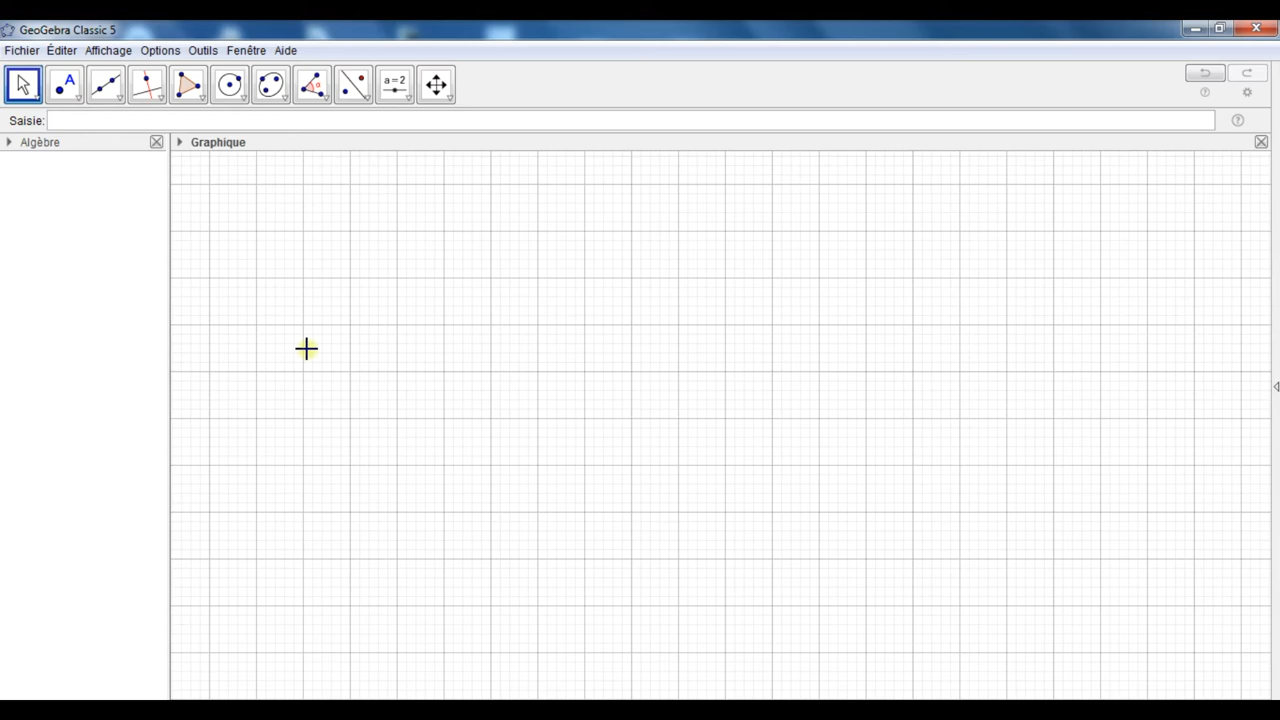 GeoGebra Classic 5
Fichier Éditer Affichage Options Outils Fenêtre Aide
A
α
a=2
Saisie:
Algèbre
Graphique